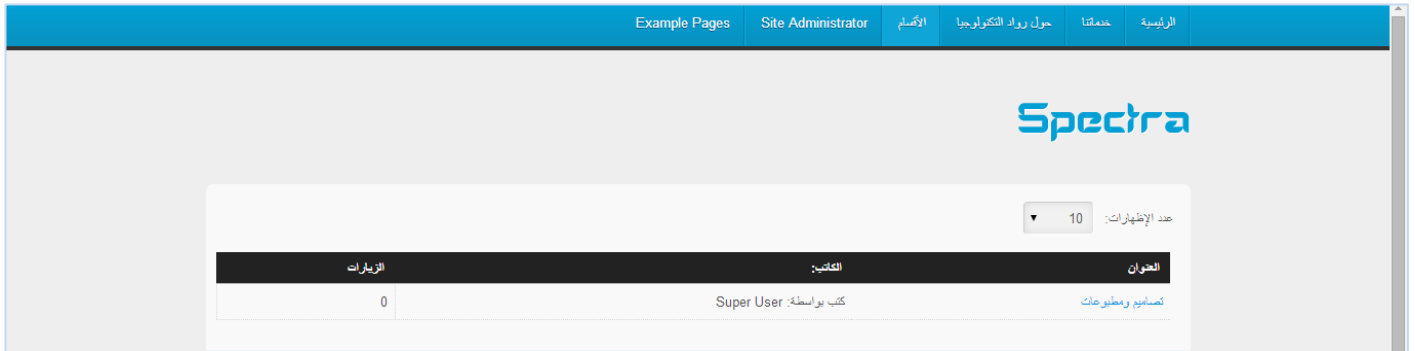 الرئيسية خدماتنا حول رواد التكنولوجيا الأقسام Site Administrator Example Pages
Spectra
عدد الإظهارات: 10
العنوان الكاتب: الزيارات
تصاميم ومطبوعات كتب بواسطة: Super User 0